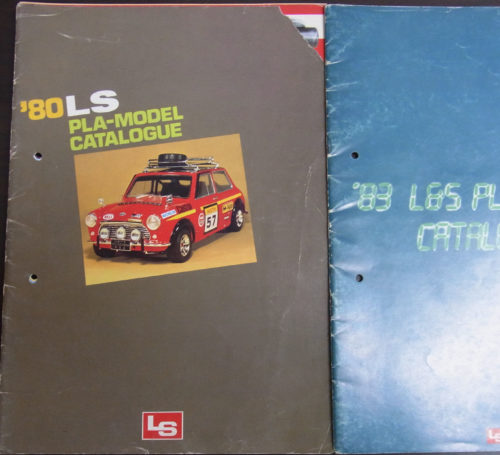 '80 LS
PLA-MODEL
CATALOGUE
57
LS
'83 L&S PL
CATAL
LS